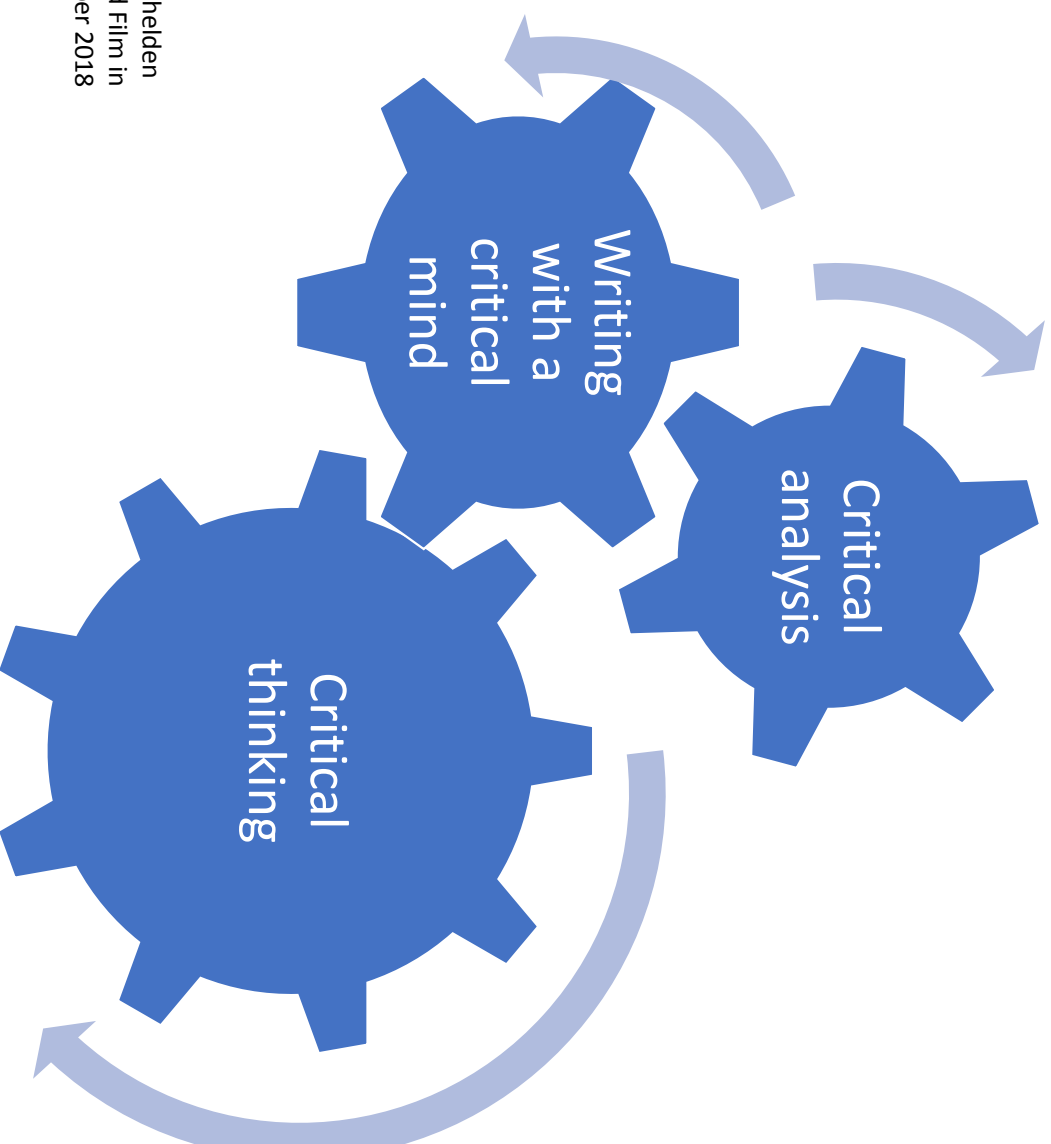 Critical
analysis
Writing
with a
critical
mind
Critical
thinking
helden
Film in
er 2018